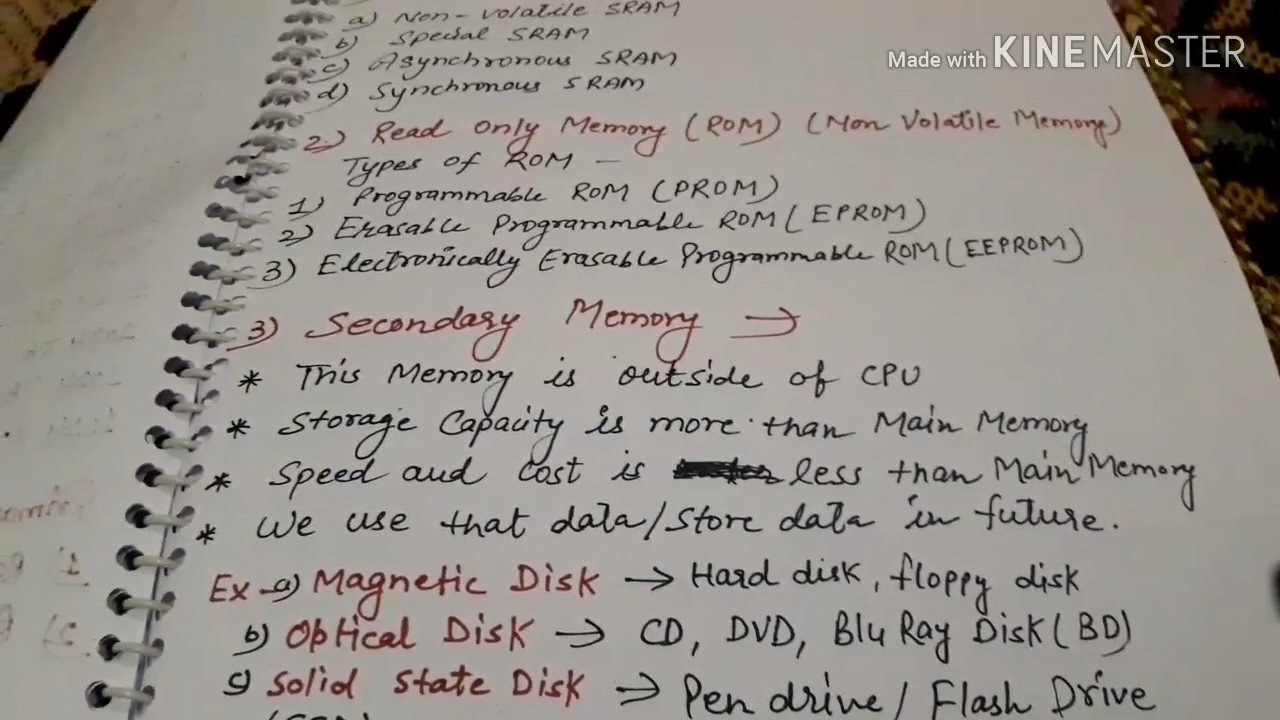 a) Non-Volatile SRAM
b) Special SRAM
c) Asynchronous SRAM
d) Synchronous SRAM
Made with KINEMASTER
2) Read Only Memory (ROM) (Non Volatile Memory)
Types of ROM —
1) Programmable ROM (PROM)
2) Erasable Programmable ROM (EPROM)
3) Electronically Erasable Programmable ROM (EEPROM)
3) Secondary Memory →
* This Memory is outside of CPU
* Storage Capacity is more than Main Memory
* Speed and Cost is less than Main Memory
* We use that data/store data in future.
Ex - a) Magnetic Disk → Hard disk, floppy disk
b) Optical Disk → CD, DVD, Blu Ray Disk (BD)
c) Solid State Disk → Pen drive / Flash Drive